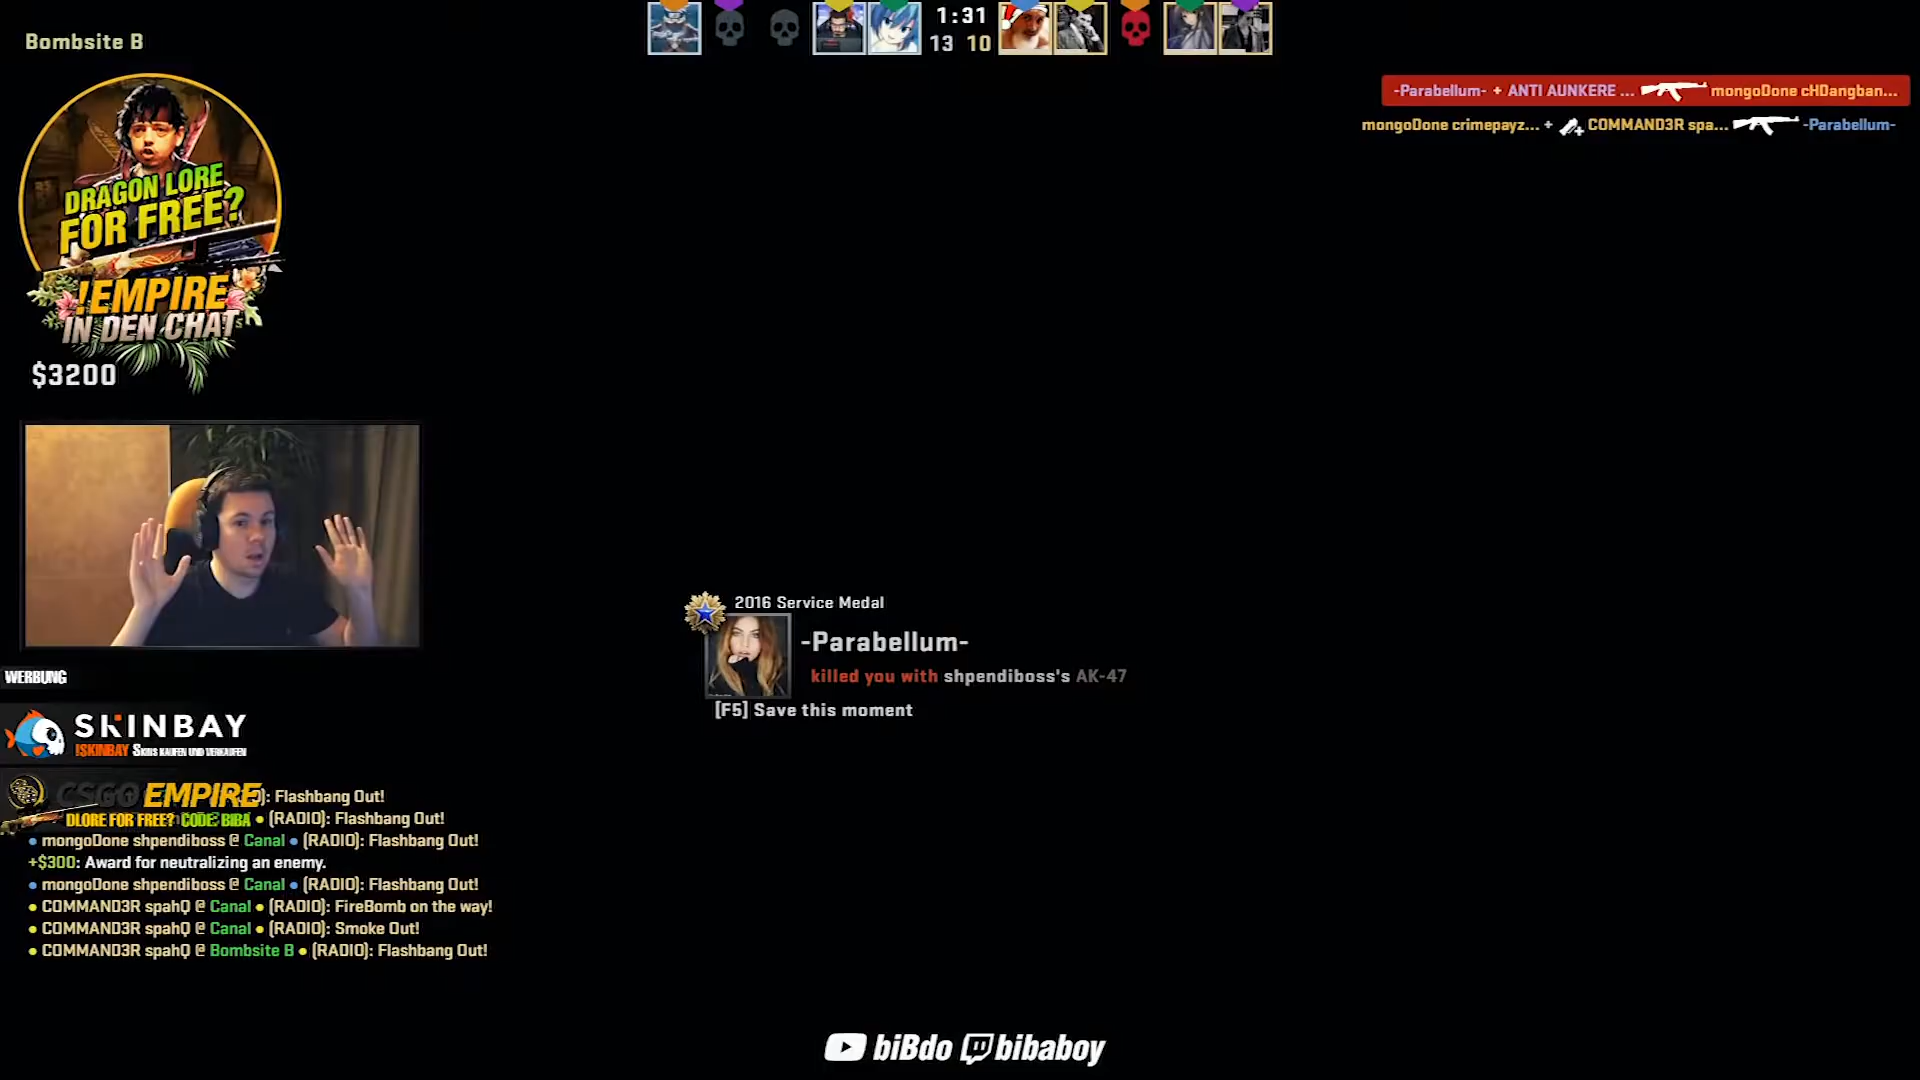 1:31
13 10
Bombsite B
-Parabellum- + ANTI AUNKERE ... mongoDone cHDangban...
mongoDone crimepayz... + COMMAND3R spa... -Parabellum-
DRAGON LORE
FOR FREE?
!EMPIRE
IN DEN CHAT
$3200
2016 Service Medal
-Parabellum-
killed you with shpendiboss's AK-47
[F5] Save this moment
WERBUNG
SKINBAY
!SKINBAY SKINS KAUFEN UND VERKAUFEN
CSGOEMPIRE
DLORE FOR FREE? CODE: BIBA
): Flashbang Out!
● (RADIO): Flashbang Out!
● mongoDone shpendiboss @ Canal ● (RADIO): Flashbang Out!
+$300: Award for neutralizing an enemy.
● mongoDone shpendiboss @ Canal ● (RADIO): Flashbang Out!
● COMMAND3R spahQ @ Canal ● (RADIO): FireBomb on the way!
● COMMAND3R spahQ @ Canal ● (RADIO): Smoke Out!
● COMMAND3R spahQ @ Bombsite B ● (RADIO): Flashbang Out!
biBdo bibaboy